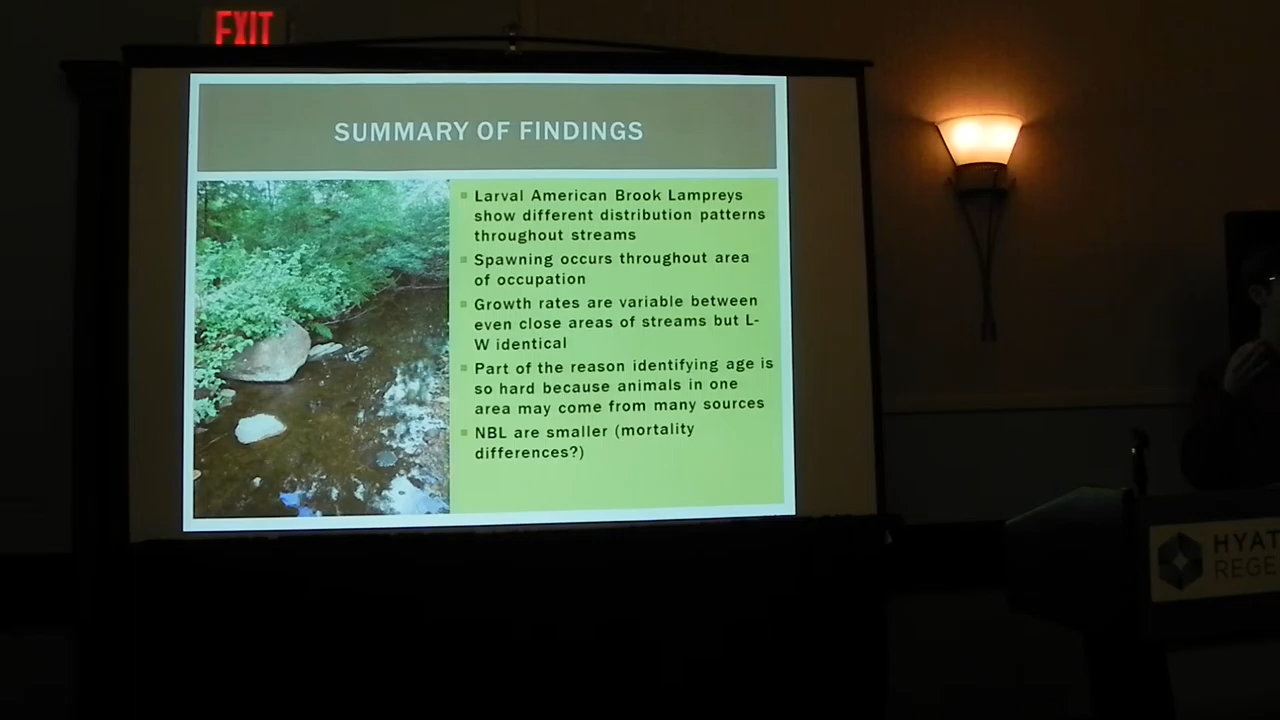 EXIT
SUMMARY OF FINDINGS
Larval American Brook Lampreys
show different distribution patterns
throughout streams
Spawning occurs throughout area
of occupation
Growth rates are variable between
even close areas of streams but L-
W identical
Part of the reason identifying age is
so hard because animals in one
area may come from many sources
NBL are smaller (mortality
differences?)
HYAT
REGE